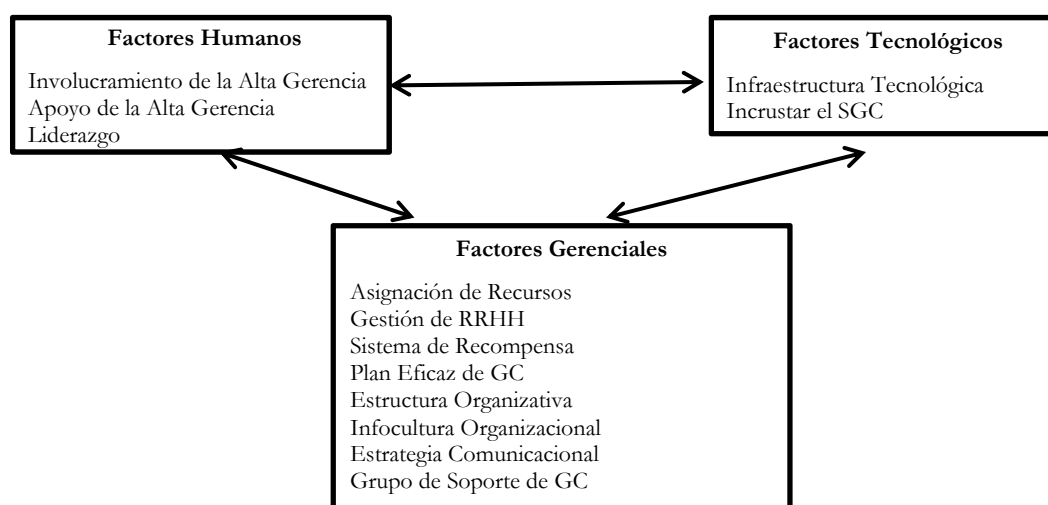 Factores Humanos
Involucramiento de la Alta Gerencia
Apoyo de la Alta Gerencia
Liderazgo
Factores Tecnológicos
Infraestructura Tecnológica
Incrustar el SGC
Factores Gerenciales
Asignación de Recursos
Gestión de RRHH
Sistema de Recompensa
Plan Eficaz de GC
Estructura Organizativa
Infocultura Organizacional
Estrategia Comunicacional
Grupo de Soporte de GC